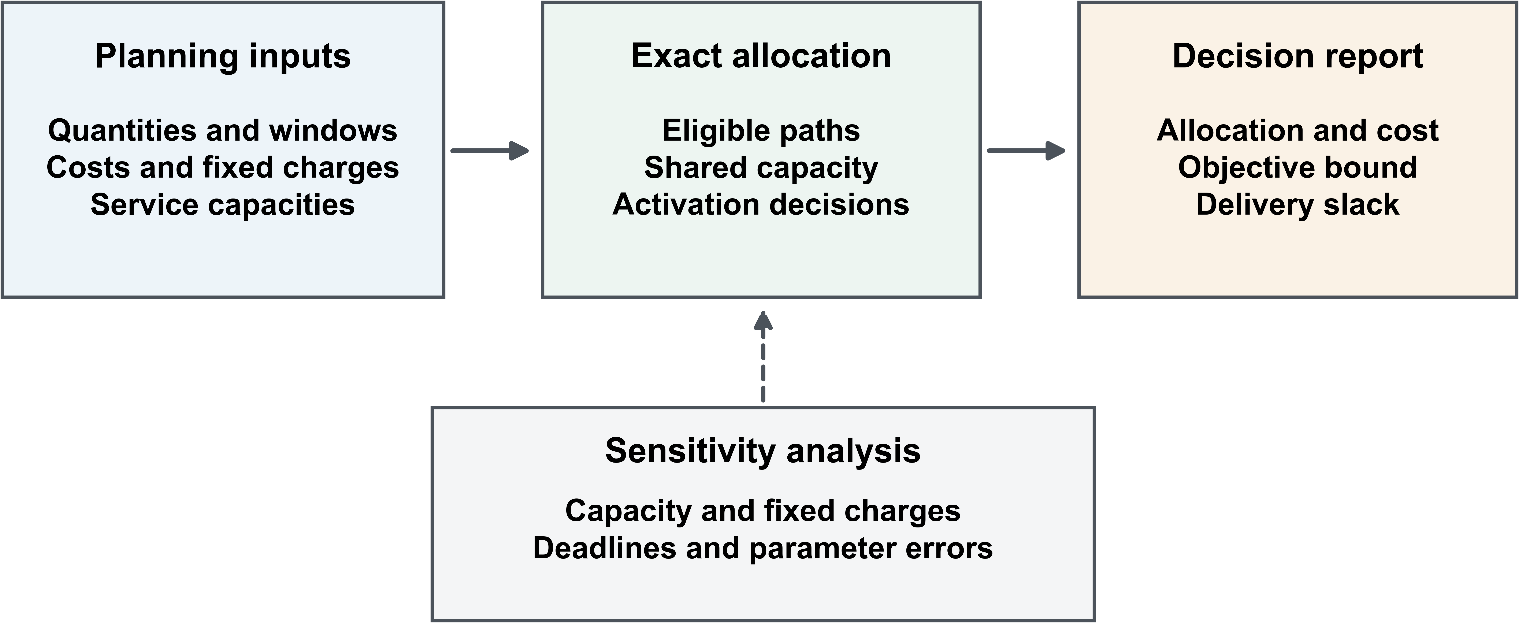 Planning inputs
Quantities and windows
Costs and fixed charges
Service capacities
Exact allocation
Eligible paths
Shared capacity
Activation decisions
Decision report
Allocation and cost
Objective bound
Delivery slack
Sensitivity analysis
Capacity and fixed charges
Deadlines and parameter errors